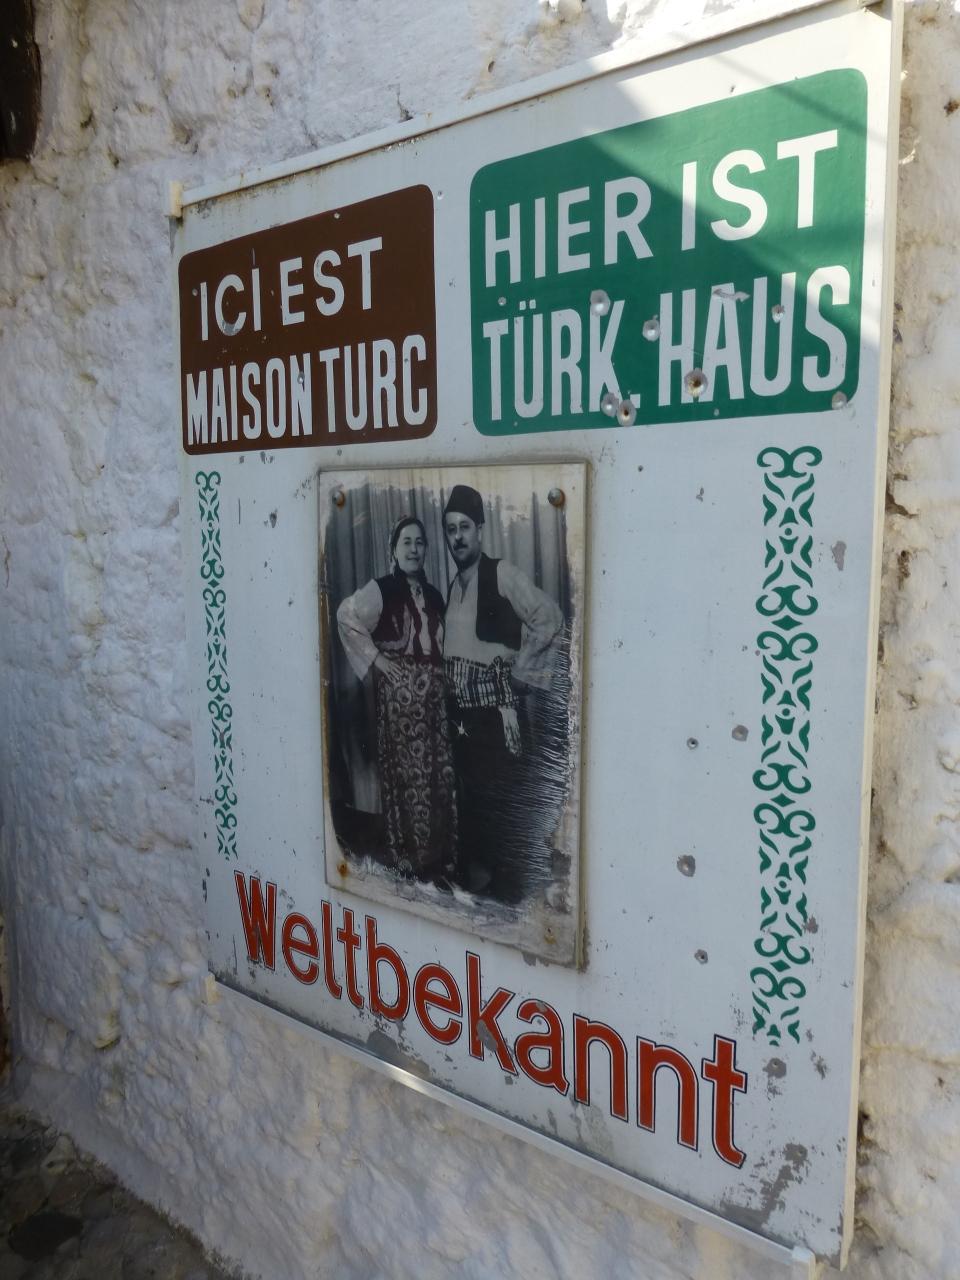 ICI EST
MAISON TURC
HIER IST
TÜRK HAUS
Weltbekannt